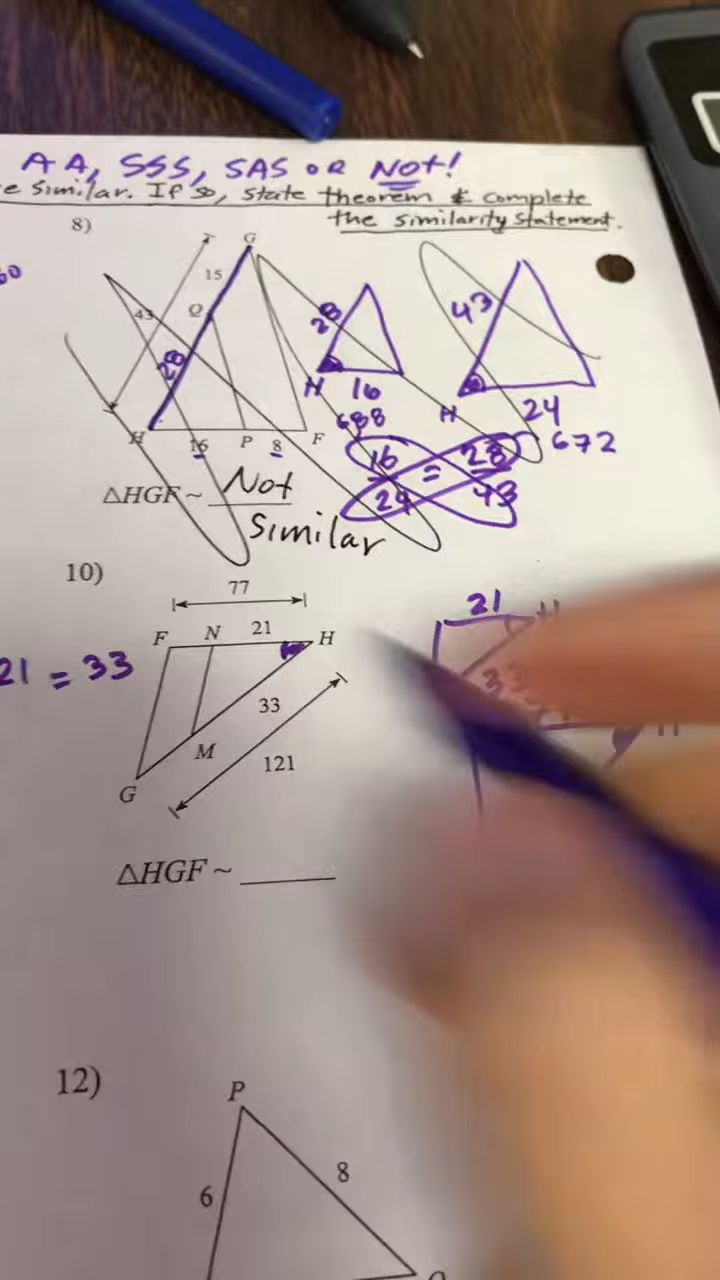 AA, SSS, SAS OR NOT!
e Similar. If so, state theorem & complete
the similarity statement.
8)
60
G
15
Q
43
28
H
16
P
8
F
28
H
16
43
H
24
688
672
16 = 28
24 43
△HGF ~ Not
Similar
10)
77
F
N
21
H
33
M
121
G
21 = 33
21
△HGF ~
12)
P
6
8